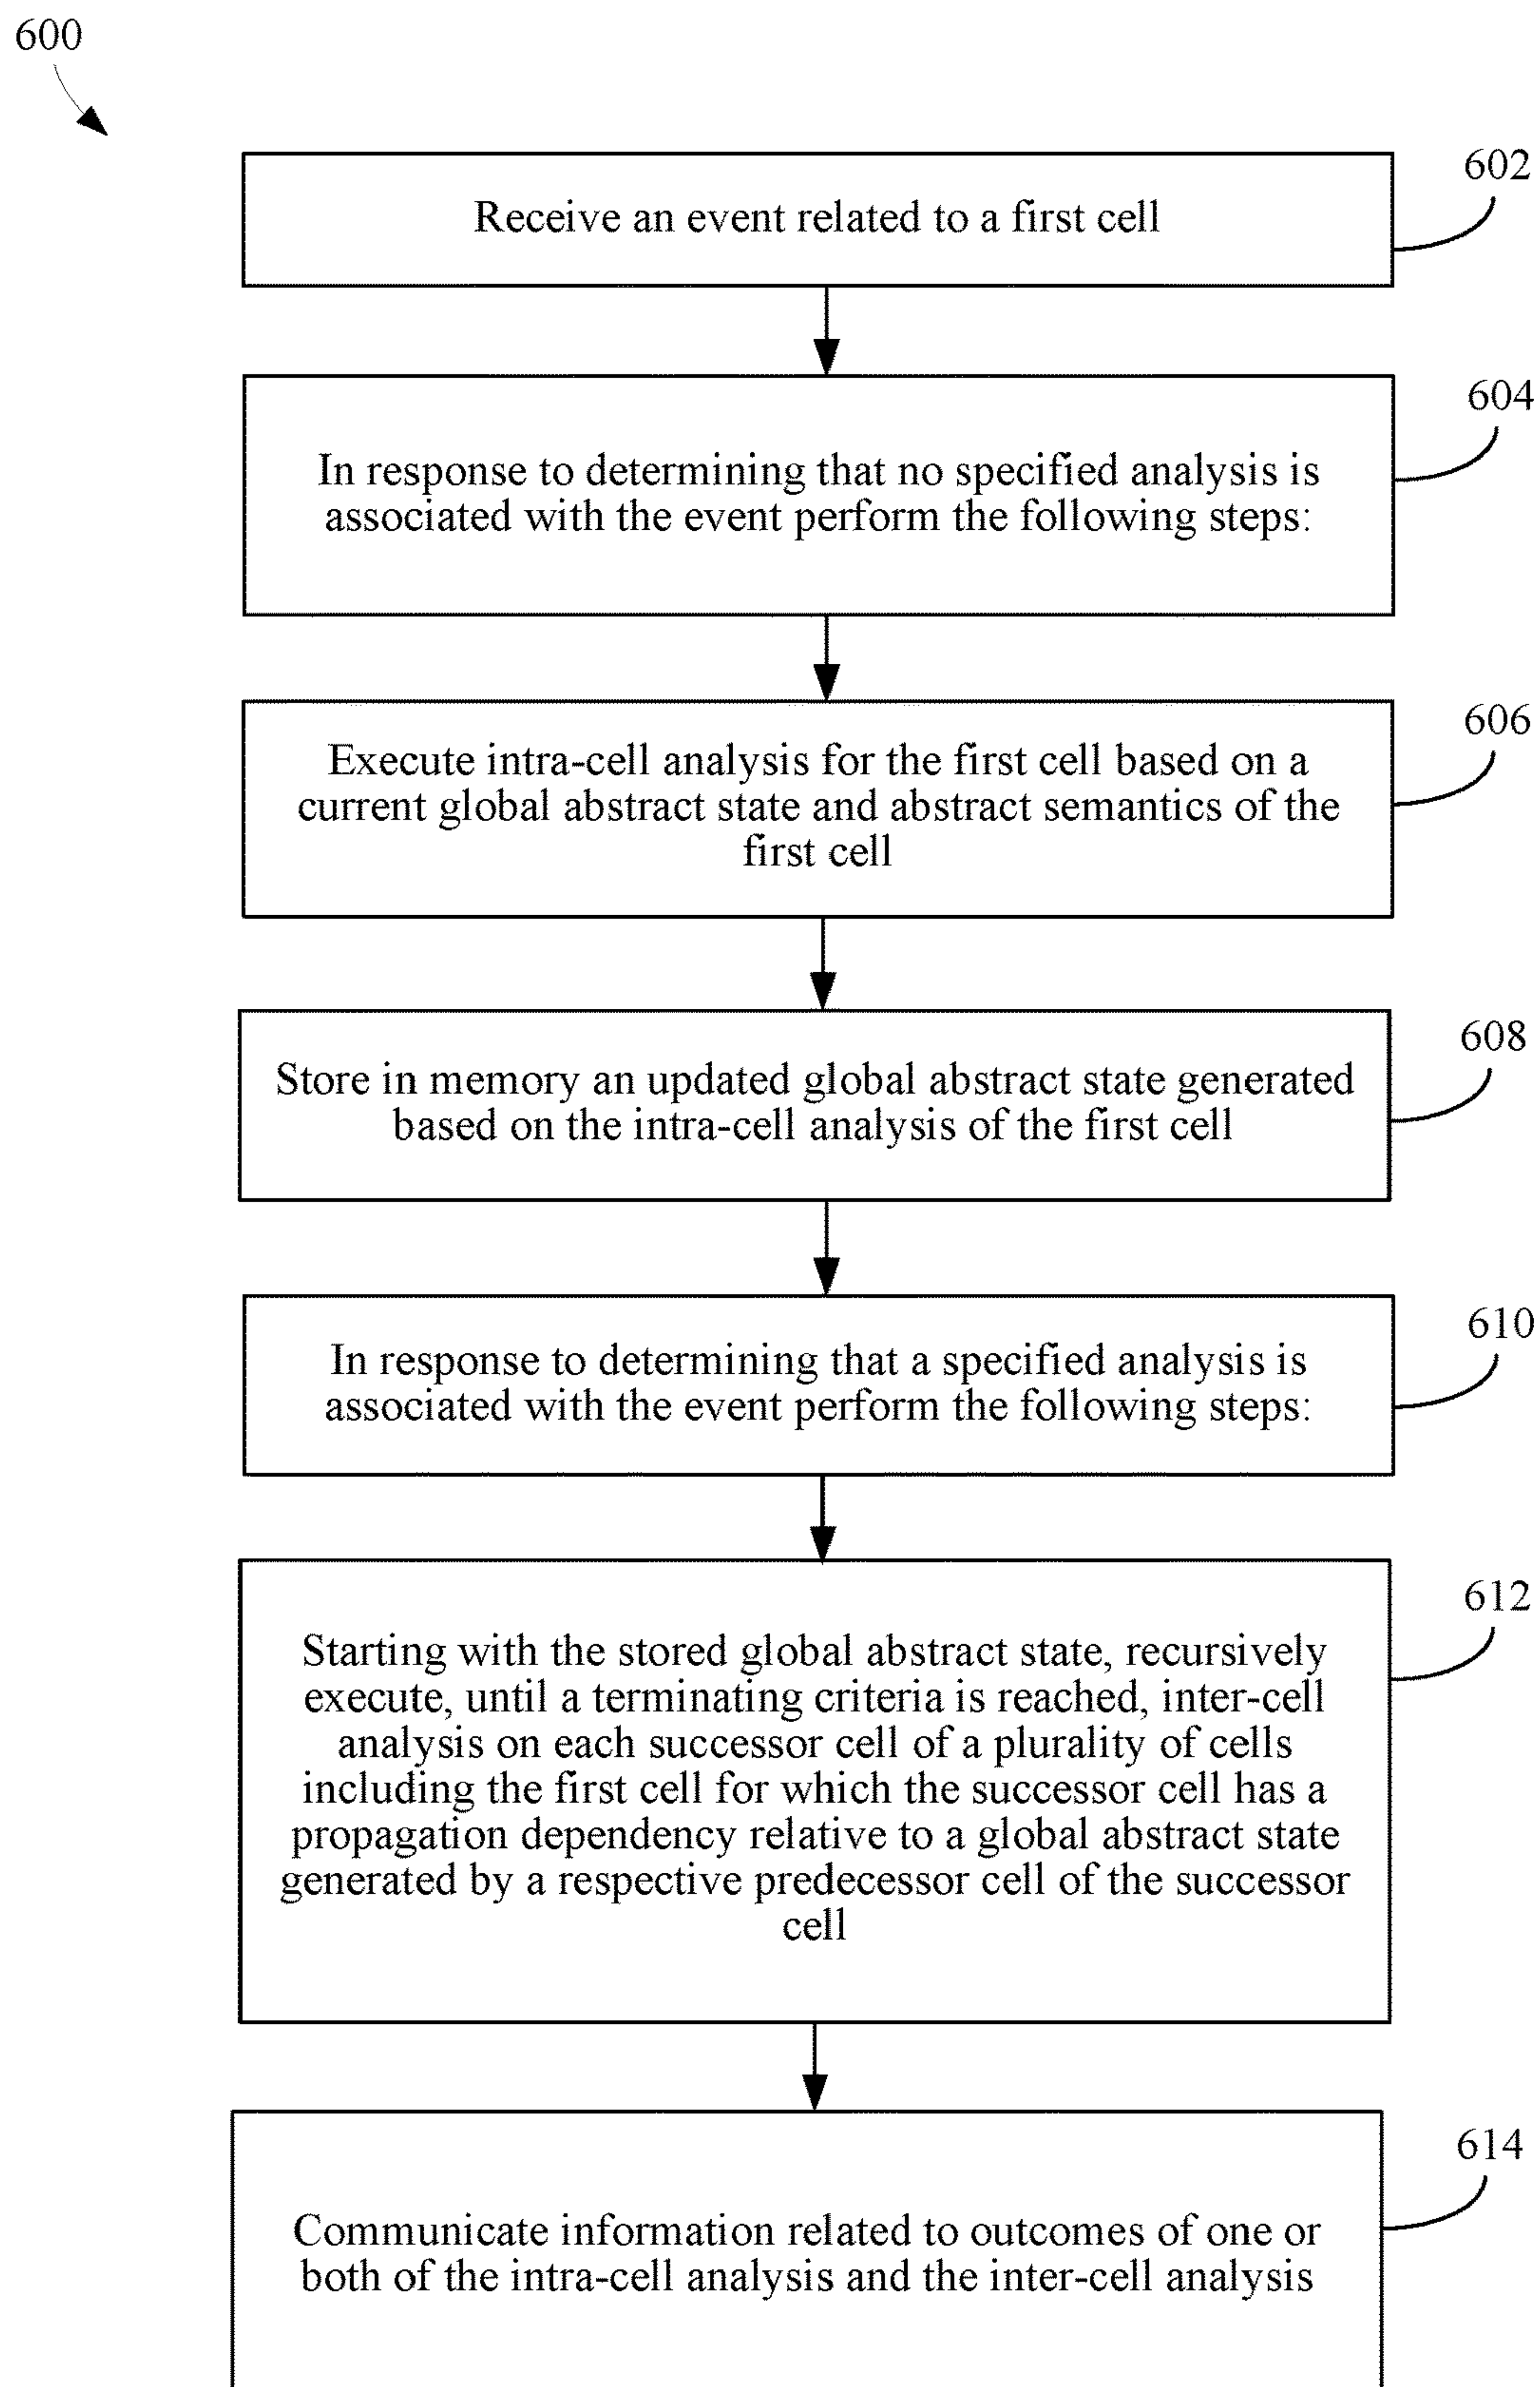 600
602
Receive an event related to a first cell
604
In response to determining that no specified analysis is
associated with the event perform the following steps:
606
Execute intra-cell analysis for the first cell based on a
current global abstract state and abstract semantics of the
first cell
608
Store in memory an updated global abstract state generated
based on the intra-cell analysis of the first cell
610
In response to determining that a specified analysis is
associated with the event perform the following steps:
612
Starting with the stored global abstract state, recursively
execute, until a terminating criteria is reached, inter-cell
analysis on each successor cell of a plurality of cells
including the first cell for which the successor cell has a
propagation dependency relative to a global abstract state
generated by a respective predecessor cell of the successor
cell
614
Communicate information related to outcomes of one or
both of the intra-cell analysis and the inter-cell analysis